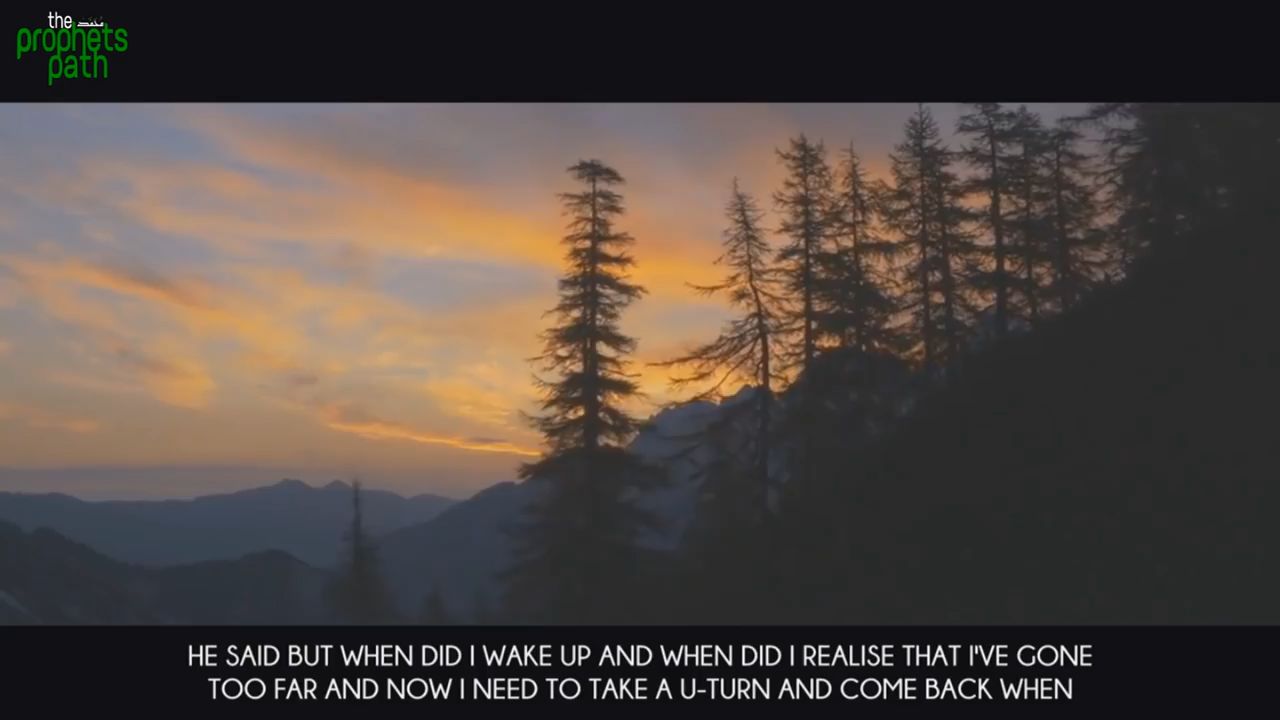 the
prophets
path
HE SAID BUT WHEN DID I WAKE UP AND WHEN DID I REALISE THAT I'VE GONE
TOO FAR AND NOW I NEED TO TAKE A U-TURN AND COME BACK WHEN